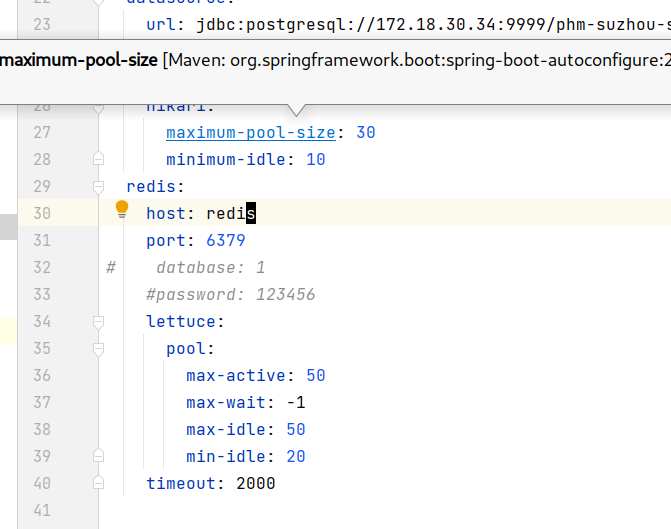 23 url: jdbc:postgresql://172.18.30.34:9999/phm-suzhou-s
maximum-pool-size [Maven: org.springframework.boot:spring-boot-autoconfigure:2
26 hikari:
27 maximum-pool-size: 30
28 minimum-idle: 10
29 redis:
30 host: redis
31 port: 6379
32 # database: 1
33 #password: 123456
34 lettuce:
35 pool:
36 max-active: 50
37 max-wait: -1
38 max-idle: 50
39 min-idle: 20
40 timeout: 2000
41